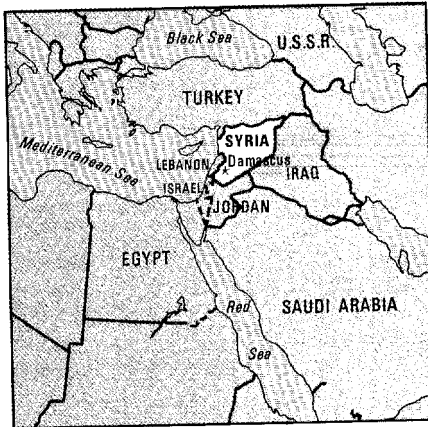 Black Sea
U.S.S.R.
TURKEY
Mediterranean Sea
SYRIA
LEBANON
Damascus
IRAQ
ISRAEL
JORDAN
EGYPT
Red
SAUDI ARABIA
Sea